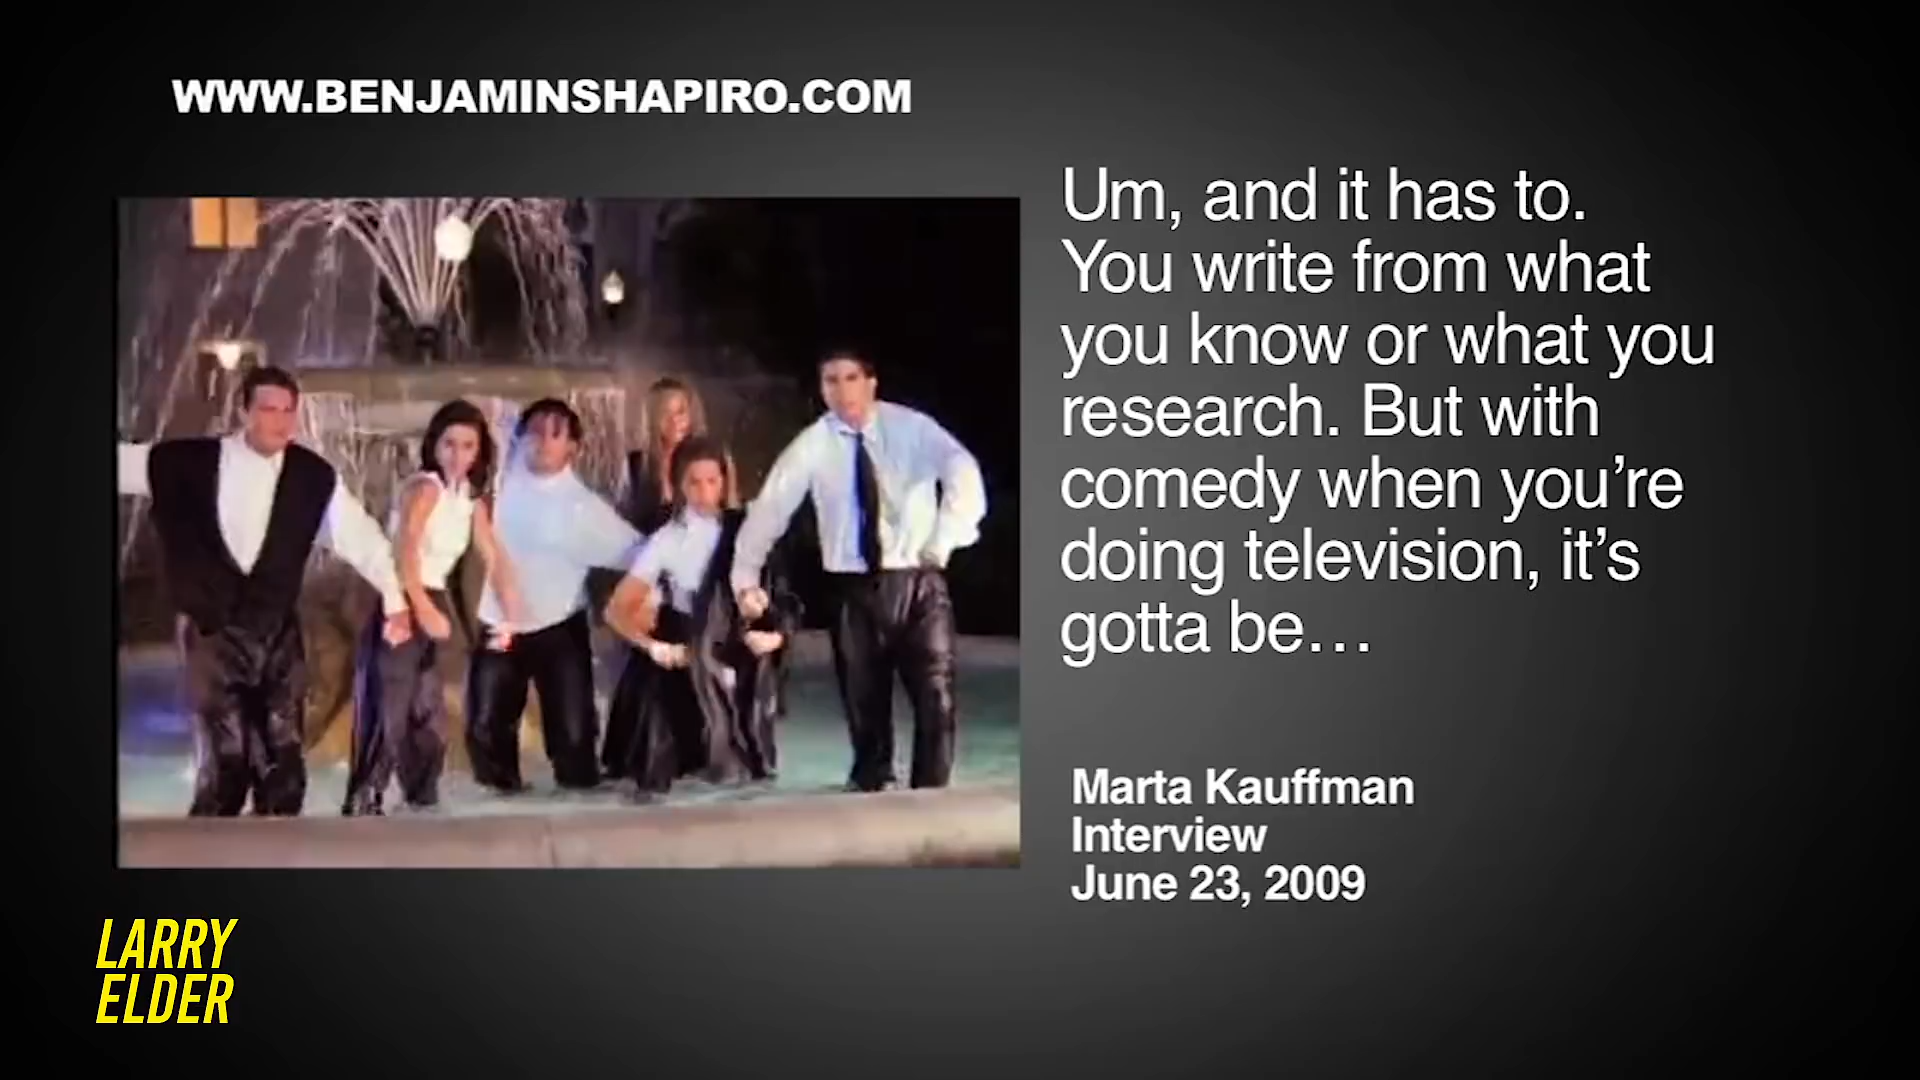 WWW.BENJAMINSHAPIRO.COM
Um, and it has to.
You write from what
you know or what you
research. But with
comedy when you’re
doing television, it’s
gotta be…
Marta Kauffman
Interview
June 23, 2009
LARRY
ELDER